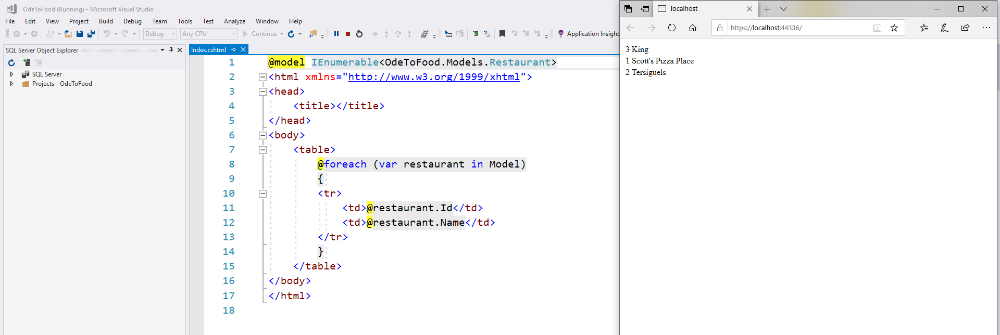 OdeToFood (Running) - Microsoft Visual Studio
File Edit View Project Build Debug Team Tools Test Analyze Window Help
Debug Any CPU Continue Application Insight
SQL Server Object Explorer
SQL Server
Projects - OdeToFood
Index.cshtml
1 @model IEnumerable<OdeToFood.Models.Restaurant>
2 <html xmlns="http://www.w3.org/1999/xhtml">
3 <head>
4 <title></title>
5 </head>
6 <body>
7 <table>
8 @foreach (var restaurant in Model)
9 {
10 <tr>
11 <td>@restaurant.Id</td>
12 <td>@restaurant.Name</td>
13 </tr>
14 }
15 </table>
16 </body>
17 </html>
18
localhost
https://localhost:44336/
3 King
1 Scott's Pizza Place
2 Tersiguels